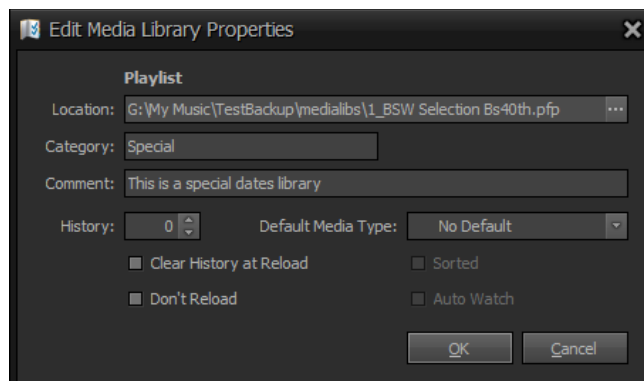 Edit Media Library Properties
Playlist
Location: G:\My Music\TestBackup\medialibs\1_BSW Selection Bs40th.pfp ...
Category: Special
Comment: This is a special dates library
History: 0 Default Media Type: No Default
Clear History at Reload Sorted
Don't Reload Auto Watch
OK Cancel